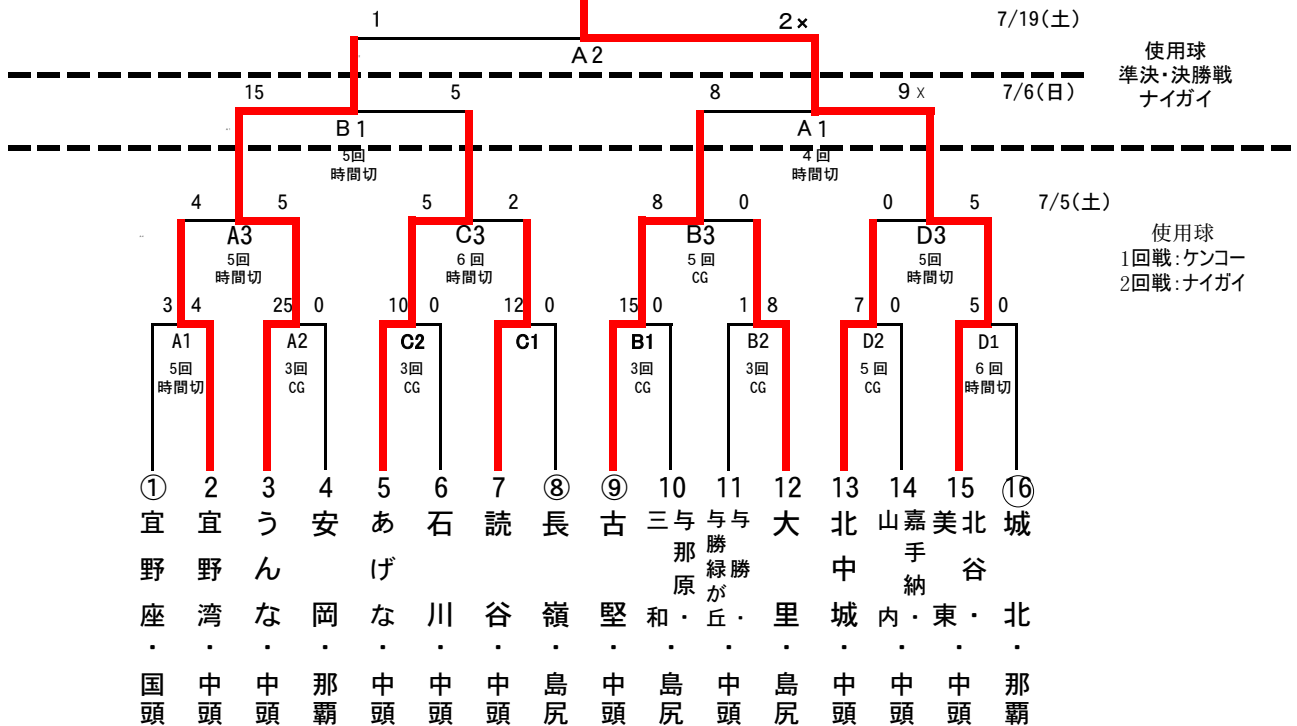 1 2× 7/19(土)
A2
使用球
準決・決勝戦
ナイガイ
15 5 8 9x 7/6(日)
B1 A1
5回 4回
時間切 時間切
4 5 5 2 8 0 0 5 7/5(土)
A3 C3 B3 D3
5回 6回 5回 5回
時間切 時間切 CG 時間切
使用球
1回戦:ケンコー
2回戦:ナイガイ
3 4 25 0 10 0 12 0 15 0 1 8 7 0 5 0
A1 A2 C2 C1 B1 B2 D2 D1
5回 3回 3回 3回 3回 5回 6回
時間切 CG CG CG CG CG 時間切
① 宜野座・国頭
2 宜野湾・中頭
3 うんな・中頭
4 安岡・那覇
5 あげな・中頭
6 石川・中頭
7 読谷・中頭
⑧ 長嶺・島尻
⑨ 古堅・中頭
10 与那原・三和・島尻
11 与勝・与勝緑が丘・中頭
12 大里・島尻
13 北中城・中頭
14 嘉手納・山内・中頭
15 北谷・美東・中頭
⑯ 城北・那覇